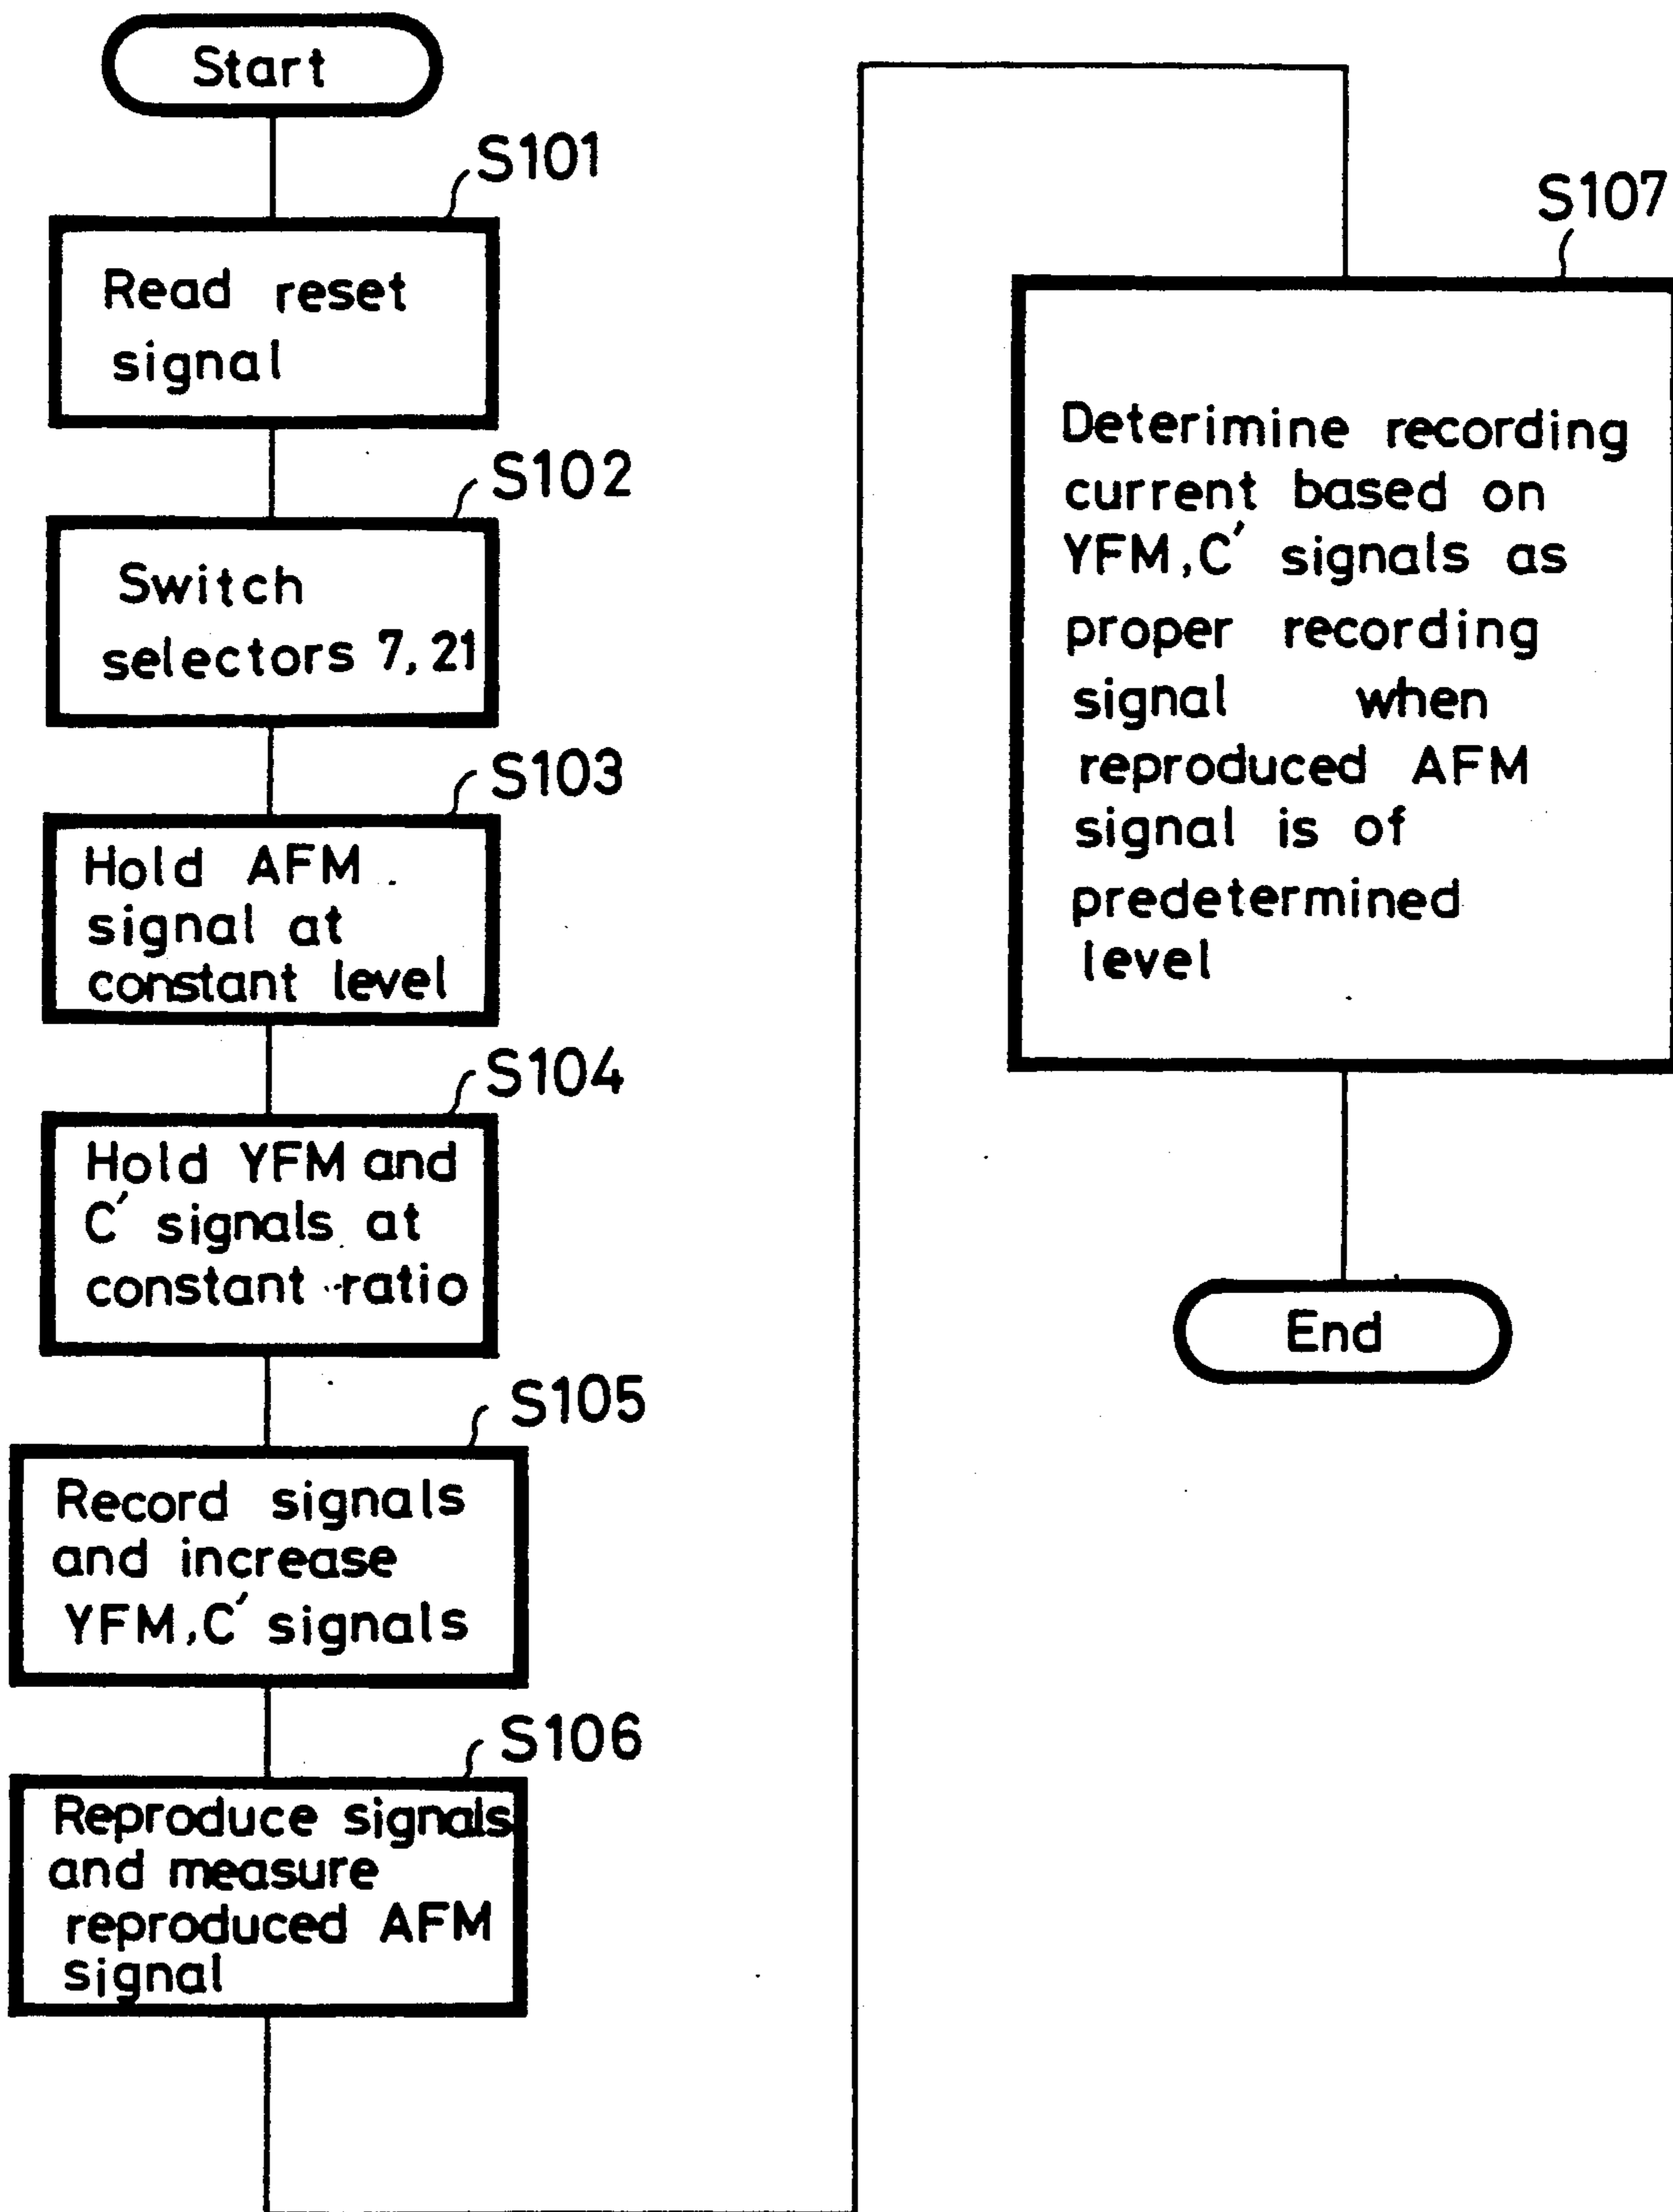 Start
S101
Read reset
signal
S102
Switch
selectors 7, 21
S103
Hold AFM
signal at
constant level
S104
Hold YFM and
C′ signals at
constant ratio
S105
Record signals
and increase
YFM, C′ signals
S106
Reproduce signals
and measure
reproduced AFM
signal
S107
Deterimine recording
current based on
YFM, C′ signals as
proper recording
signal when
reproduced AFM
signal is of
predetermined
level
End